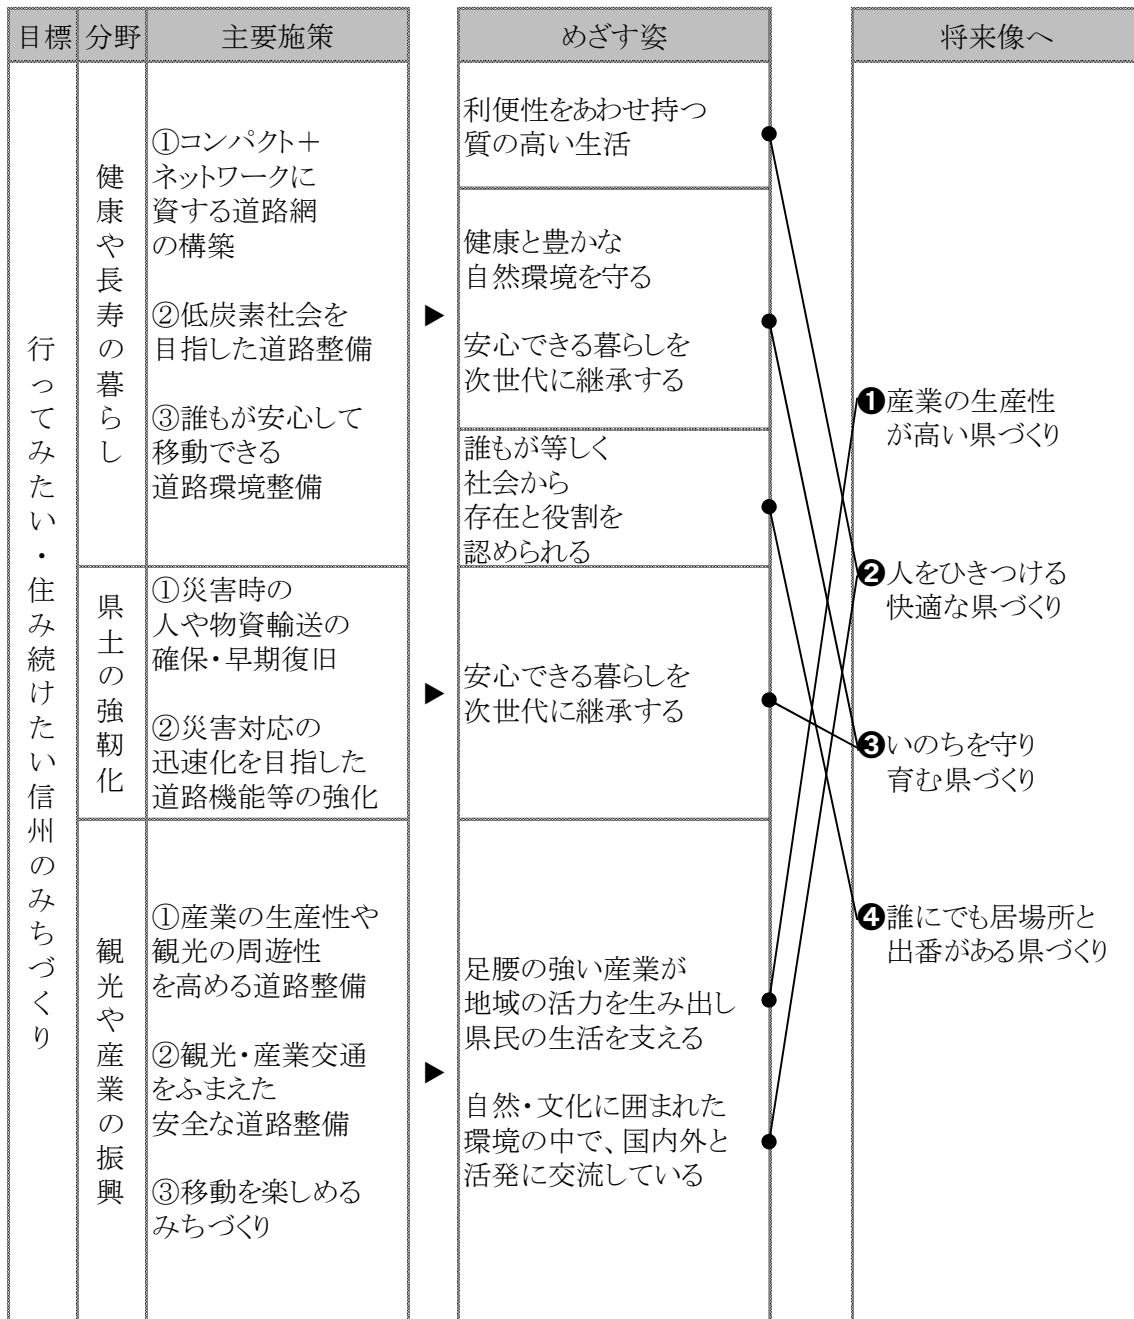 目標
分野
主要施策
めざす姿
将来像へ
行ってみたい・住み続けたい信州のみちづくり
健康や長寿の暮らし
①コンパクト＋
ネットワークに
資する道路網
の構築
②低炭素社会を
目指した道路整備
③誰もが安心して
移動できる
道路環境整備
▶
利便性をあわせ持つ
質の高い生活
健康と豊かな
自然環境を守る
安心できる暮らしを
次世代に継承する
誰もが等しく
社会から
存在と役割を
認められる
県土の強靭化
①災害時の
人や物資輸送の
確保・早期復旧
②災害対応の
迅速化を目指した
道路機能等の強化
▶
安心できる暮らしを
次世代に継承する
観光や産業の振興
①産業の生産性や
観光の周遊性
を高める道路整備
②観光・産業交通
をふまえた
安全な道路整備
③移動を楽しめる
みちづくり
▶
足腰の強い産業が
地域の活力を生み出し
県民の生活を支える
自然・文化に囲まれた
環境の中で、国内外と
活発に交流している
❶産業の生産性
が高い県づくり
❷人をひきつける
快適な県づくり
❸いのちを守り
育む県づくり
❹誰にでも居場所と
出番がある県づくり